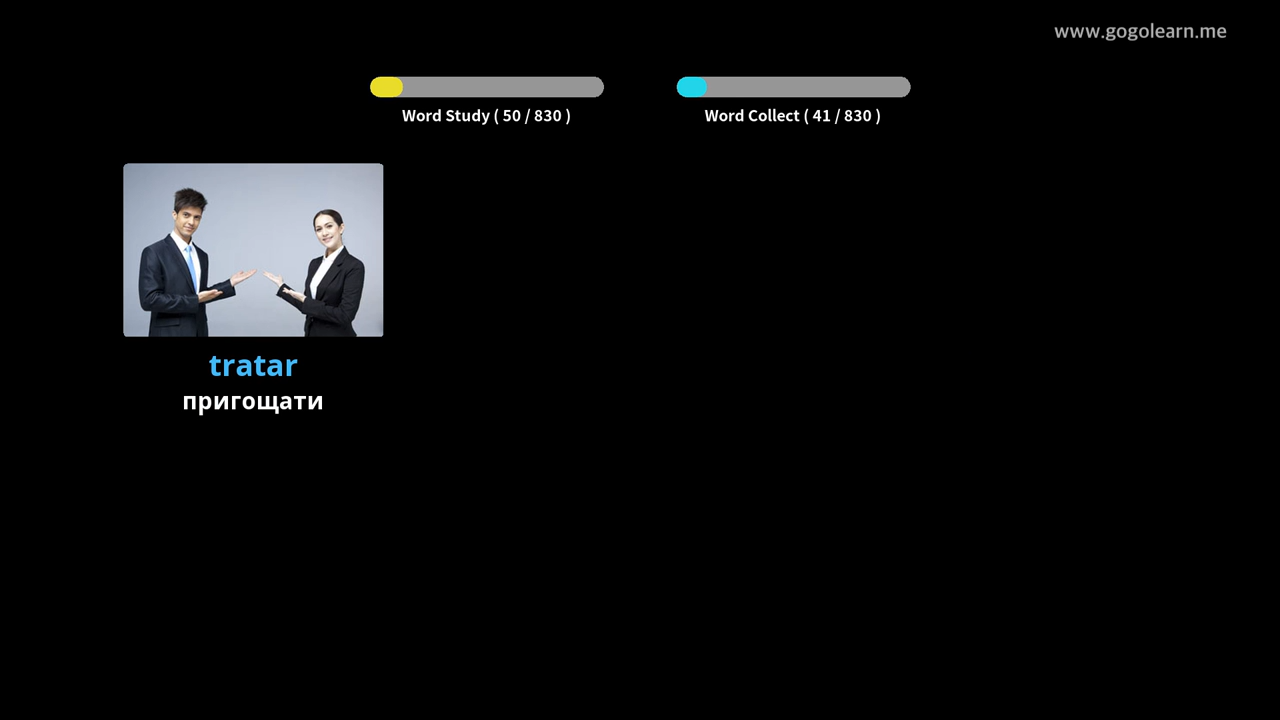 www.gogolearn.me
Word Study ( 50 / 830 )
Word Collect ( 41 / 830 )
tratar
пригощати